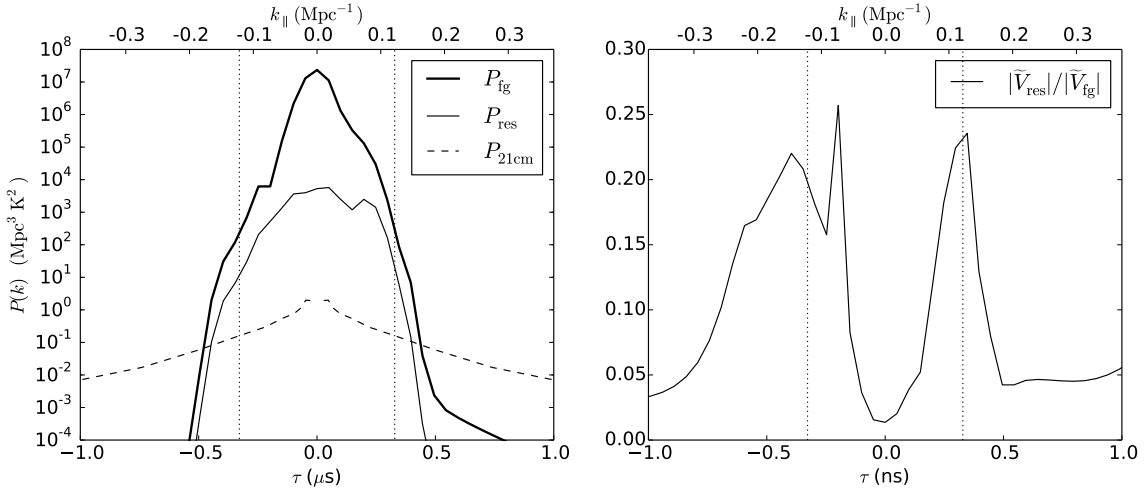 k∥ (Mpc⁻¹)
-0.3 -0.2 -0.1 0.0 0.1 0.2 0.3
10⁸
10⁷
10⁶
10⁵
10⁴
10³
10²
10¹
10⁰
10⁻¹
10⁻²
10⁻³
10⁻⁴
P(k) (Mpc³ K²)
P_fg
P_res
P_21cm
−1.0 −0.5 0.0 0.5 1.0
τ (μs)
k∥ (Mpc⁻¹)
-0.3 -0.2 -0.1 0.0 0.1 0.2 0.3
0.30
0.25
0.20
0.15
0.10
0.05
0.00
|Ṽ_res|/|Ṽ_fg|
−1.0 −0.5 0.0 0.5 1.0
τ (ns)